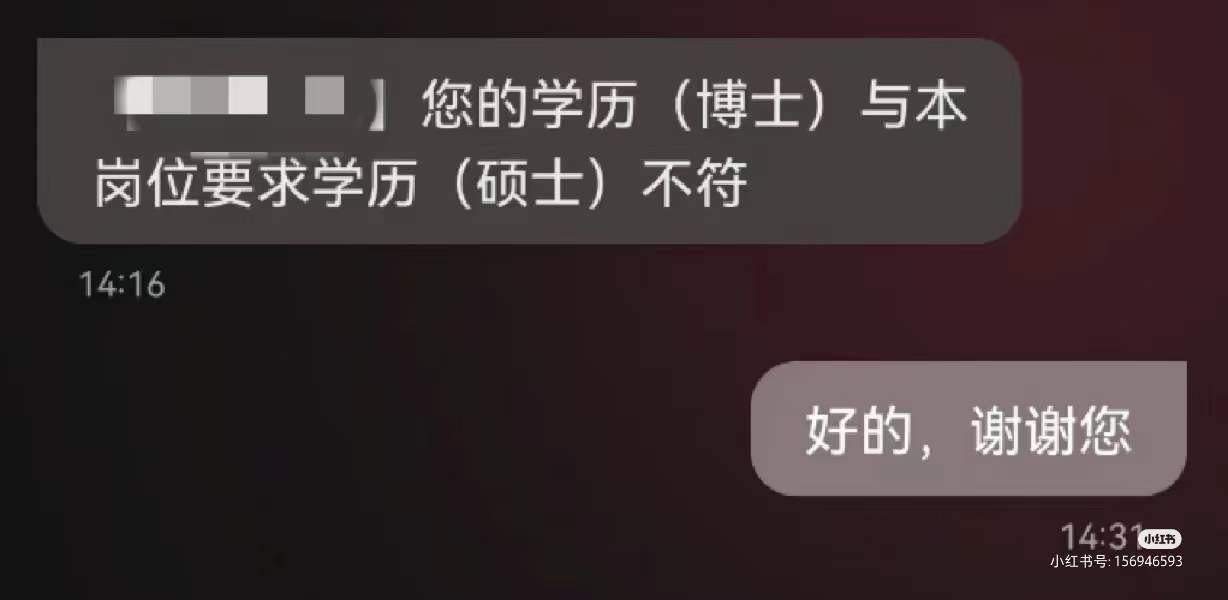 】您的学历（博士）与本
岗位要求学历（硕士）不符
14:16
好的，谢谢您
14:31
小红书
小红书号: 156946593